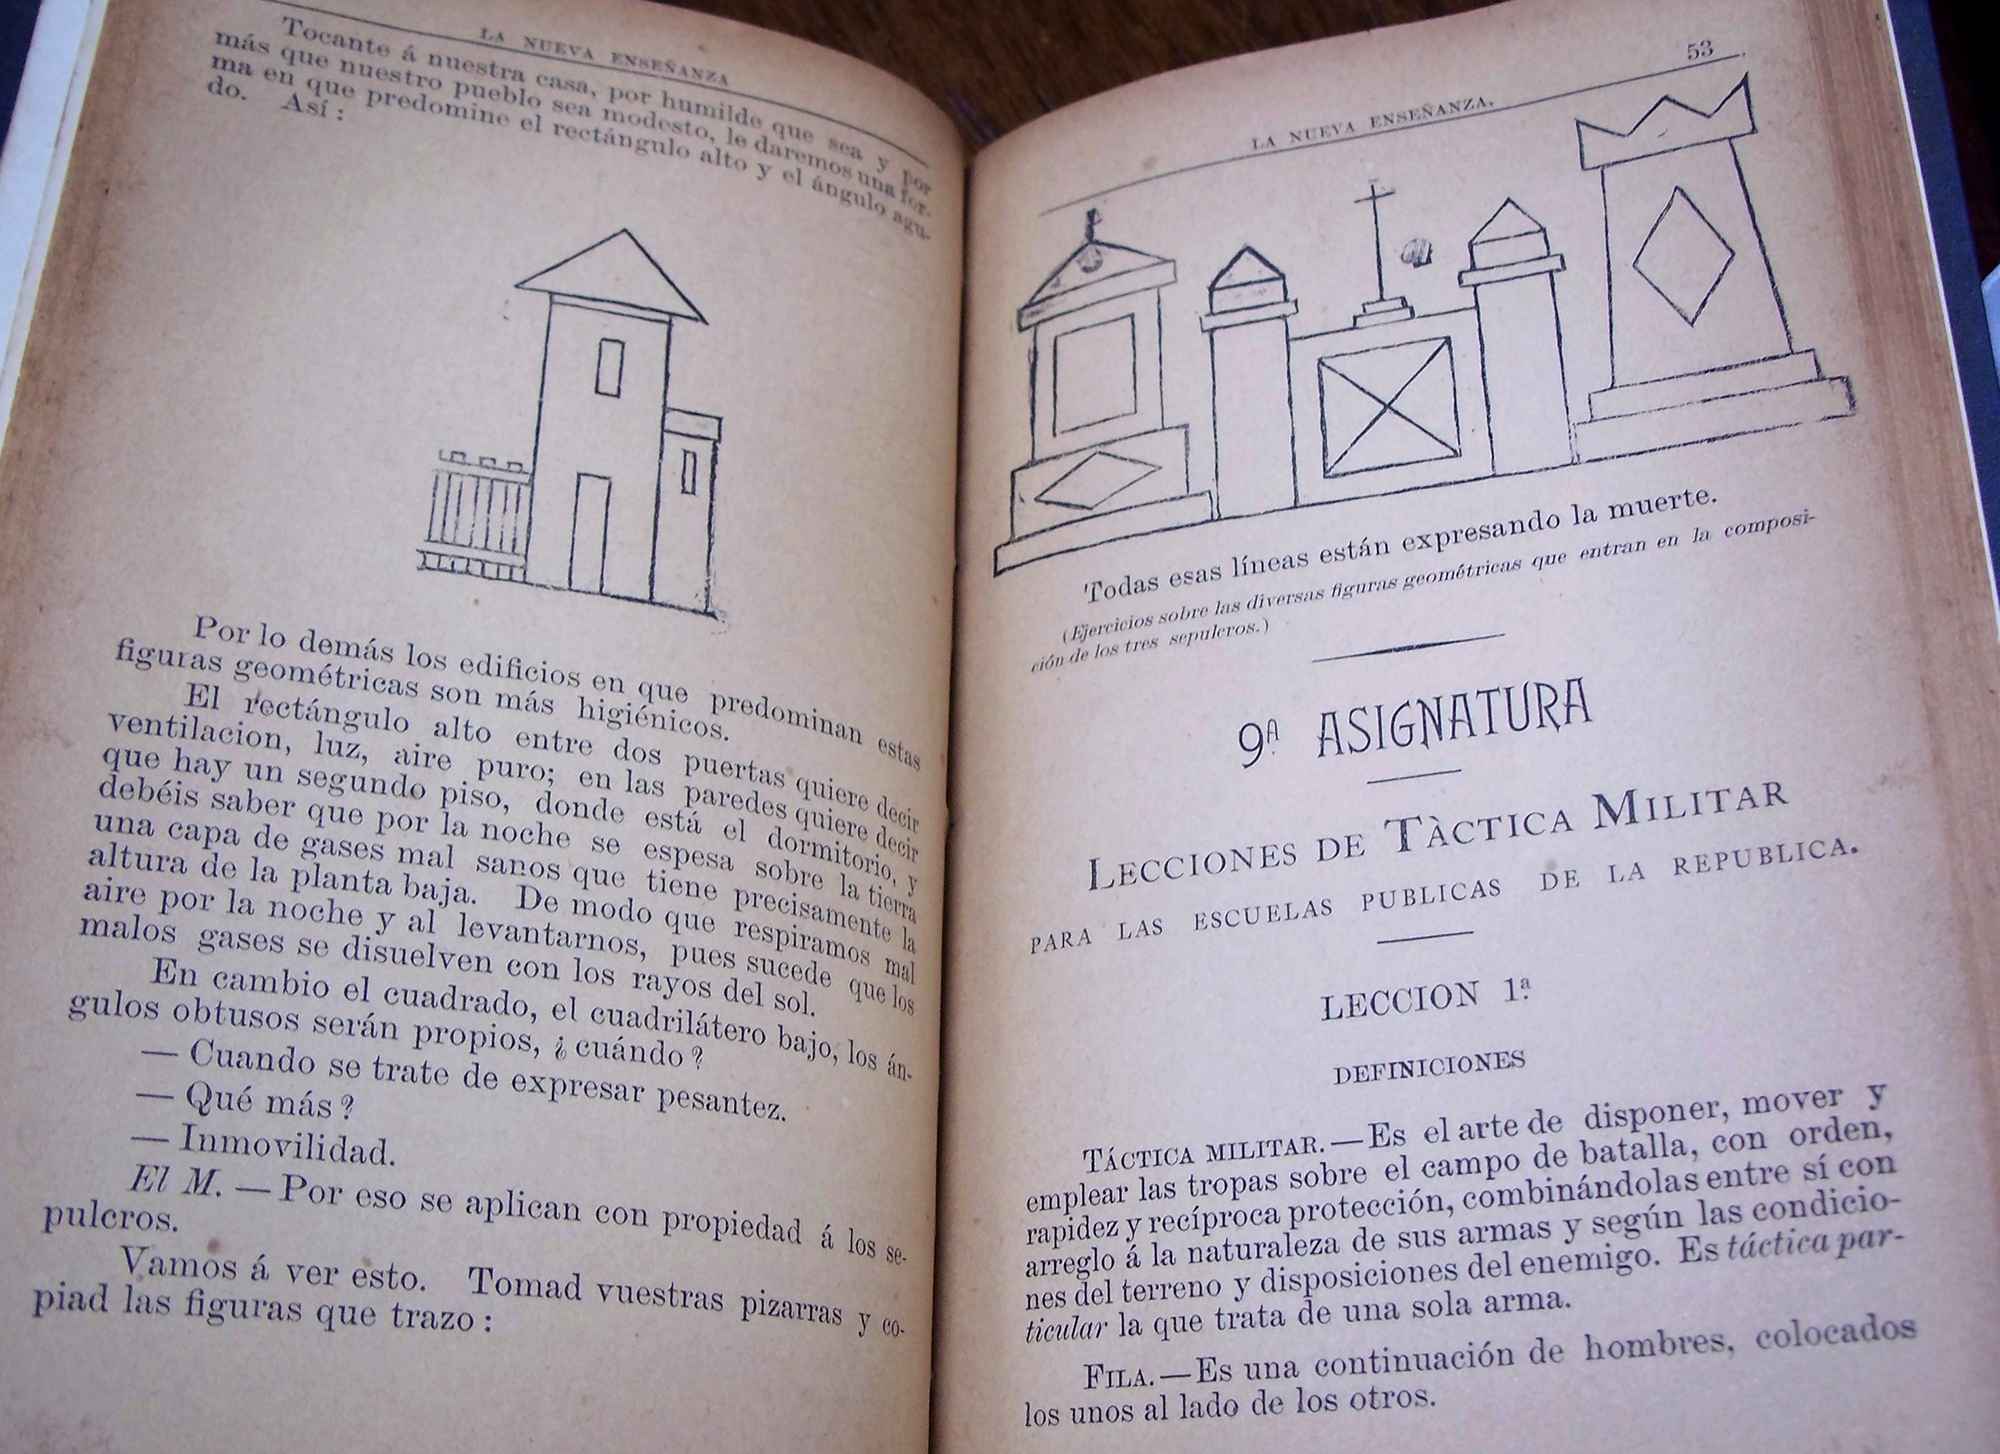 LA NUEVA ENSEÑANZA
Tocante á nuestra casa, por humilde que sea y por
más que nuestro pueblo sea modesto, le daremos una for-
ma en que predomine el rectángulo alto y el ángulo agu-
do. Así:
Por lo demás los edificios en que predominan estas
figuras geométricas son más higiénicos.
El rectángulo alto entre dos puertas quiere decir
ventilacion, luz, aire puro; en las paredes quiere decir
que hay un segundo piso, donde está el dormitorio, y
debéis saber que por la noche se espesa sobre la tierra
una capa de gases mal sanos que tiene precisamente la
altura de la planta baja. De modo que respiramos mal
aire por la noche y al levantarnos, pues sucede que los
malos gases se disuelven con los rayos del sol.
En cambio el cuadrado, el cuadrilátero bajo, los án-
gulos obtusos serán propios, ¿cuándo?
— Cuando se trate de expresar pesantez.
— Qué más?
— Inmovilidad.
El M. — Por eso se aplican con propiedad á los se-
pulcros.
Vamos á ver esto. Tomad vuestras pizarras y co-
piad las figuras que trazo:
53
LA NUEVA ENSEÑANZA.
Todas esas líneas están expresando la muerte.
(Ejercicios sobre las diversas figuras geométricas que entran en la composi-
ción de los tres sepulcros.)
9ª ASIGNATURA
LECCIONES DE TÀCTICA MILITAR
PARA LAS ESCUELAS PUBLICAS DE LA REPUBLICA.
LECCION 1ª
DEFINICIONES
TÁCTICA MILITAR.—Es el arte de disponer, mover y
emplear las tropas sobre el campo de batalla, con orden,
rapidez y recíproca protección, combinándolas entre sí con
arreglo á la naturaleza de sus armas y según las condicio-
nes del terreno y disposiciones del enemigo. Es táctica par-
ticular la que trata de una sola arma.
FILA.—Es una continuación de hombres, colocados
los unos al lado de los otros.